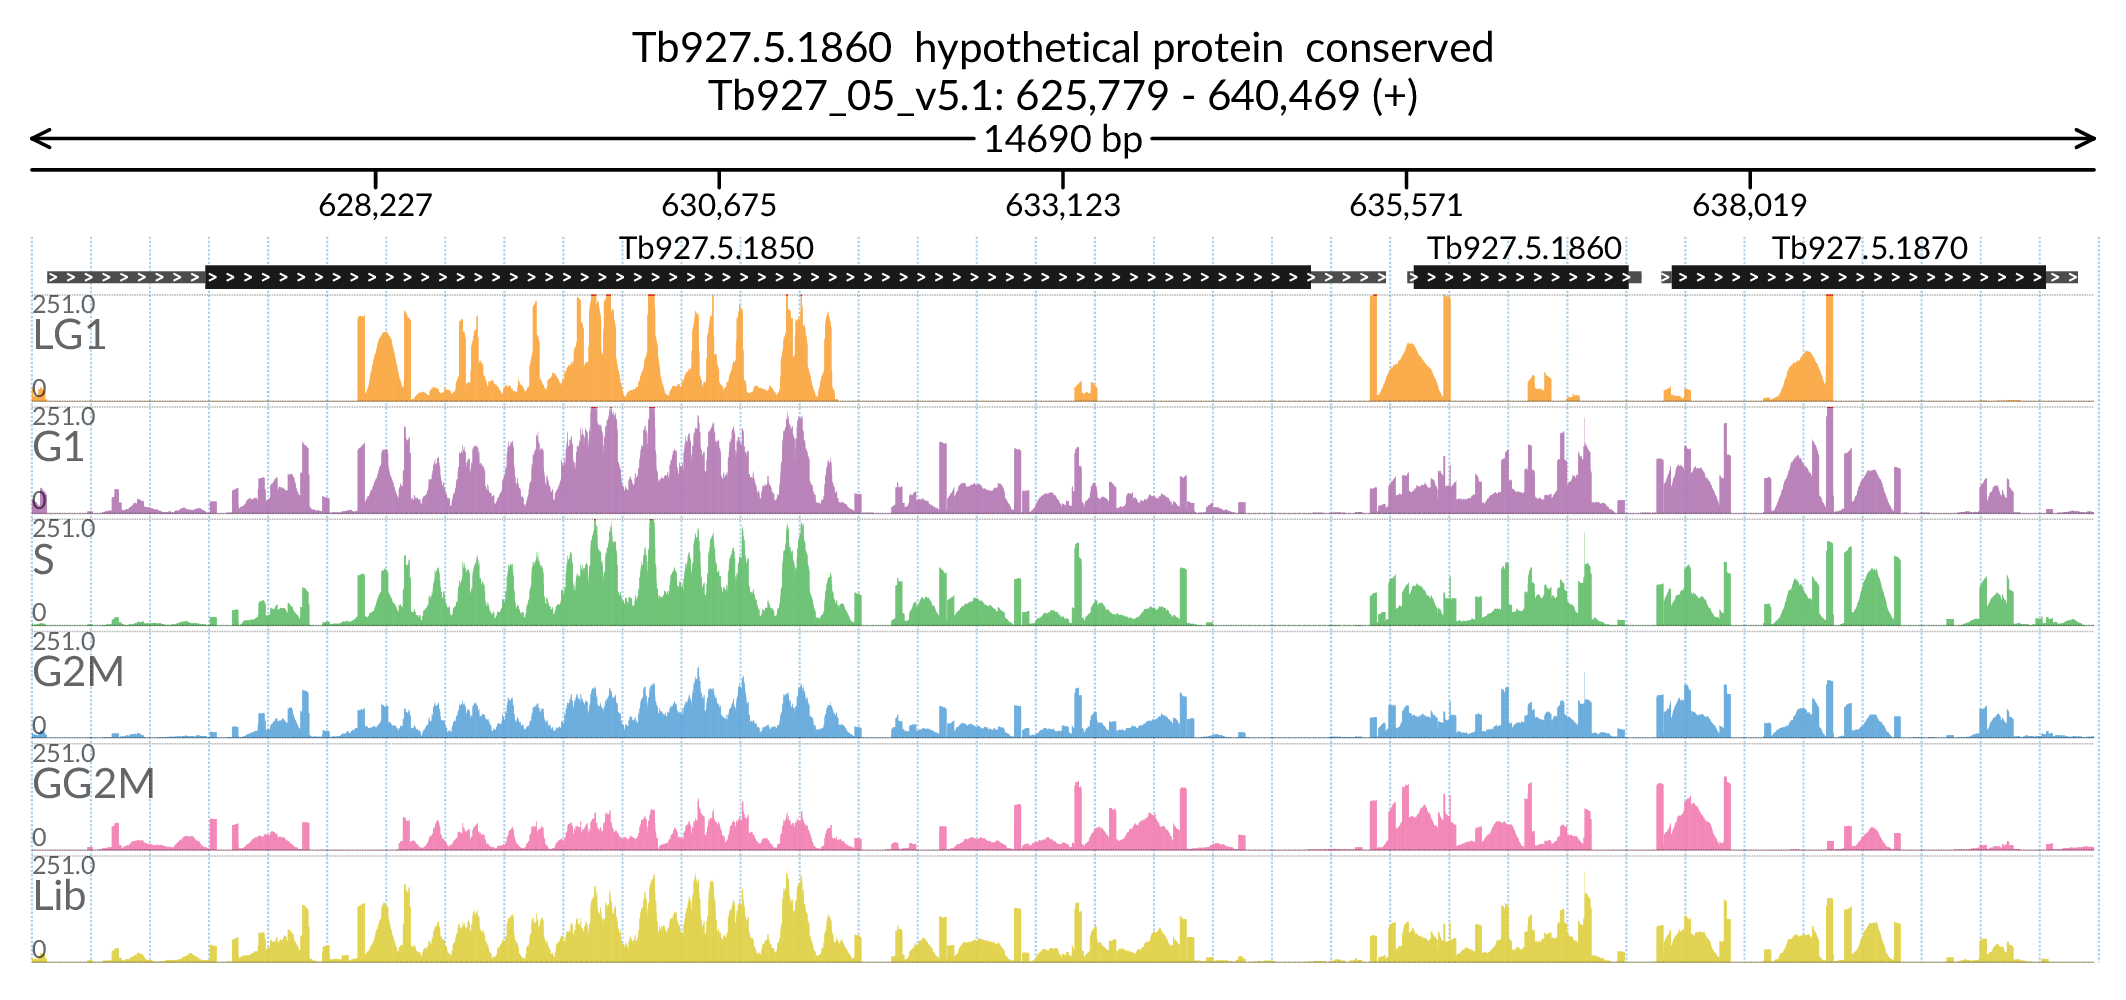 Tb927.5.1860 hypothetical protein conserved
Tb927_05_v5.1: 625,779 - 640,469 (+)
14690 bp
628,227 630,675 633,123 635,571 638,019
Tb927.5.1850 Tb927.5.1860 Tb927.5.1870
251.0
LG1
0
251.0
G1
0
251.0
S
0
251.0
G2M
0
251.0
GG2M
0
251.0
Lib
0